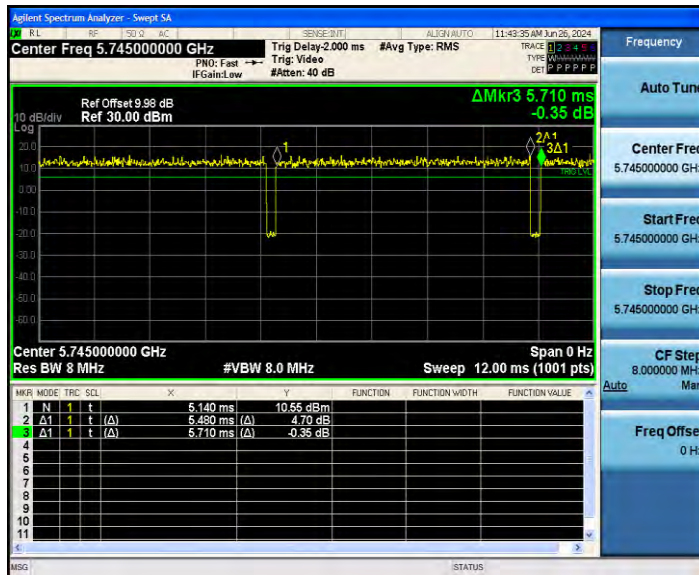 Agilent Spectrum Analyzer - Swept SA
RL RF 50 Ω AC SENSE:INT ALIGN AUTO 11:43:35 AM Jun 26, 2024
Center Freq 5.745000000 GHz
PNO: Fast
IFGain:Low
Trig Delay-2.000 ms
Trig: Video
#Atten: 40 dB
#Avg Type: RMS
TRACE 1 2 3 4 5 6
TYPE
DET P P P P P P
ΔMkr3 5.710 ms
-0.35 dB
Ref Offset 9.98 dB
Ref 30.00 dBm
10 dB/div
Log
20.0
10.0
0.00
-10.0
-20.0
-30.0
-40.0
-50.0
-60.0
1
2Δ1
3Δ1
TRIG LVL
Center 5.745000000 GHz
Span 0 Hz
Res BW 8 MHz
#VBW 8.0 MHz
Sweep 12.00 ms (1001 pts)
MKR MODE TRC SCL X Y FUNCTION FUNCTION WIDTH FUNCTION VALUE
1 N 1 t 5.140 ms 10.55 dBm
2 Δ1 1 t (Δ) 5.480 ms (Δ) 4.70 dB
3 Δ1 1 t (Δ) 5.710 ms (Δ) -0.35 dB
4
5
6
7
8
9
10
11
MSG
STATUS
Frequency
Auto Tune
Center Freq
5.745000000 GHz
Start Freq
5.745000000 GHz
Stop Freq
5.745000000 GHz
CF Step
8.000000 MHz
Auto Man
Freq Offset
0 Hz